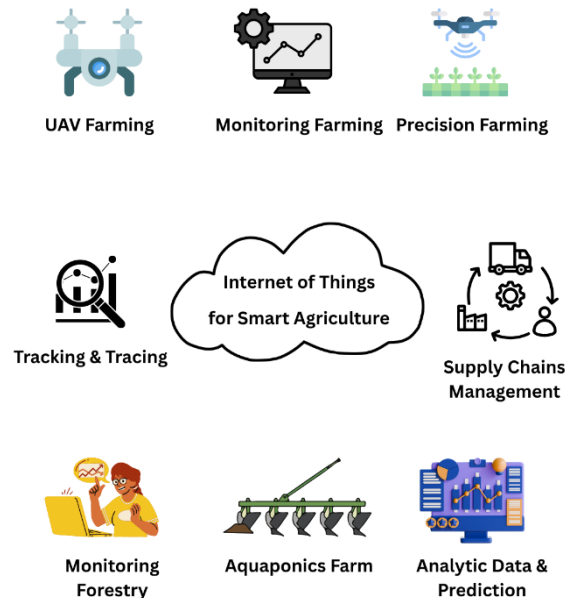 UAV Farming
Monitoring Farming
Precision Farming
Internet of Things
for Smart Agriculture
Tracking & Tracing
Supply Chains
Management
Monitoring
Forestry
Aquaponics Farm
Analytic Data &
Prediction